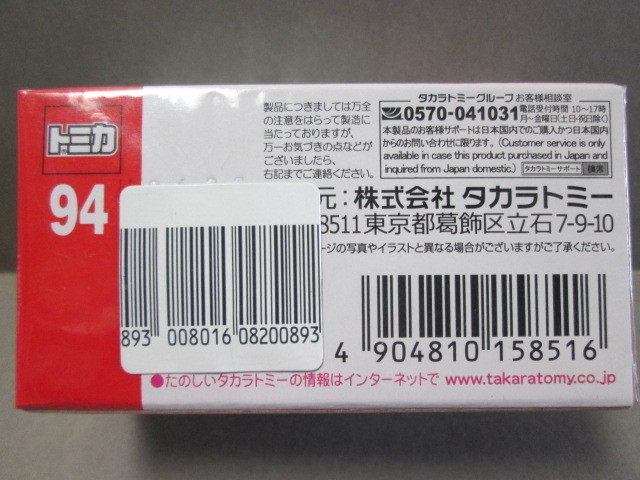 トミカ
94
製品につきましては万全
の注意をはらって製造に
当たっておりますが、
万一お気づきの点などが
ございましたら、
右記までご連絡ください。
タカラトミーグループ お客様相談室
0570-041031
電話受付時間 10〜17時
月〜金曜日(土・日・祝日除く)
本製品のお客様サポートは日本国内でのご購入かつ日本国内
からのお問い合わせに限ります。(Customer service is only
available in case this product purchased in Japan and
inquired from Japan domestic.) タカラトミーサポート 検索
元:株式会社 タカラトミー
8511東京都葛飾区立石7-9-10
ージの写真やイラストと異なる場合がございますがご了承ください。
893 008016 08200893
4 904810 158516
●たのしいタカラトミーの情報はインターネットで www.takaratomy.co.jp